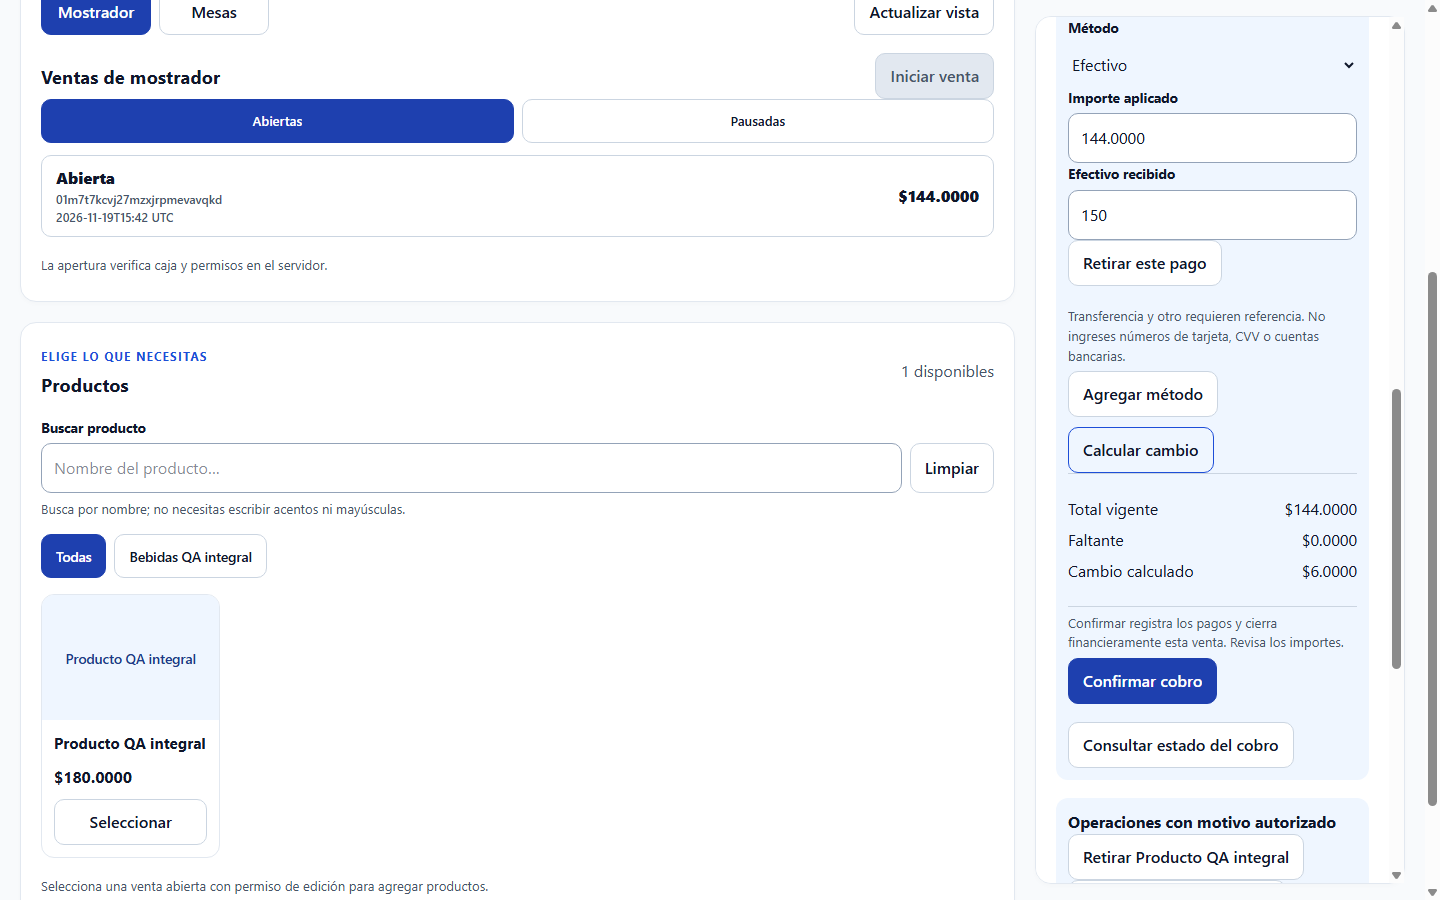 Mostrador
Mesas
Actualizar vista
Ventas de mostrador
Iniciar venta
Abiertas
Pausadas
Abierta
01m7t7kcvj27mzxjrpmevavqkd
2026-11-19T15:42 UTC
$144.0000
La apertura verifica caja y permisos en el servidor.
ELIGE LO QUE NECESITAS
Productos
1 disponibles
Buscar producto
Nombre del producto...
Limpiar
Busca por nombre; no necesitas escribir acentos ni mayúsculas.
Todas
Bebidas QA integral
Producto QA integral
Producto QA integral
$180.0000
Seleccionar
Selecciona una venta abierta con permiso de edición para agregar productos.
Método
Efectivo
Importe aplicado
144.0000
Efectivo recibido
150
Retirar este pago
Transferencia y otro requieren referencia. No
ingreses números de tarjeta, CVV o cuentas
bancarias.
Agregar método
Calcular cambio
Total vigente $144.0000
Faltante $0.0000
Cambio calculado $6.0000
Confirmar registra los pagos y cierra
financieramente esta venta. Revisa los importes.
Confirmar cobro
Consultar estado del cobro
Operaciones con motivo autorizado
Retirar Producto QA integral